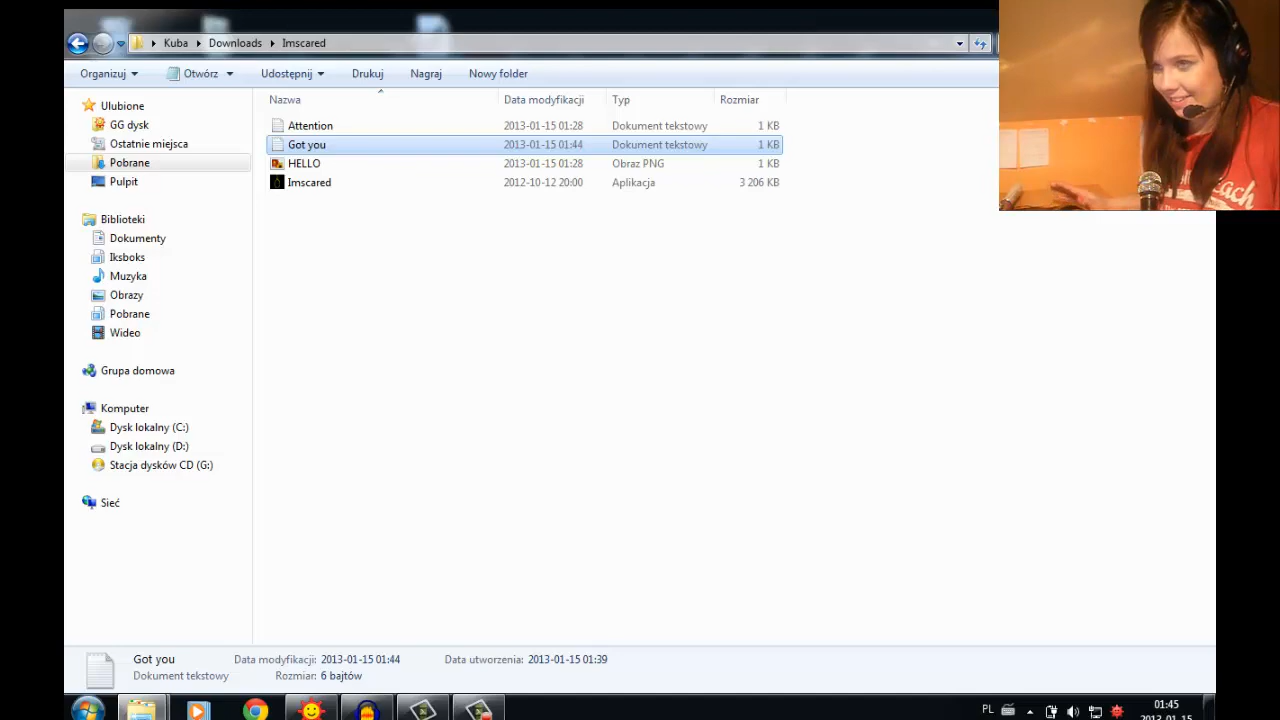 Kuba Downloads Imscared
Organizuj Otwórz Udostępnij Drukuj Nagraj Nowy folder
Nazwa Data modyfikacji Typ Rozmiar
Ulubione
GG dysk
Ostatnie miejsca
Pobrane
Pulpit
Biblioteki
Dokumenty
Iksboks
Muzyka
Obrazy
Pobrane
Wideo
Grupa domowa
Komputer
Dysk lokalny (C:)
Dysk lokalny (D:)
Stacja dysków CD (G:)
Sieć
Attention 2013-01-15 01:28 Dokument tekstowy 1 KB
Got you 2013-01-15 01:44 Dokument tekstowy 1 KB
HELLO 2013-01-15 01:28 Obraz PNG 1 KB
Imscared 2012-10-12 20:00 Aplikacja 3 206 KB
Got you Data modyfikacji: 2013-01-15 01:44 Data utworzenia: 2013-01-15 01:39
Dokument tekstowy Rozmiar: 6 bajtów
PL 01:45
2013-01-15